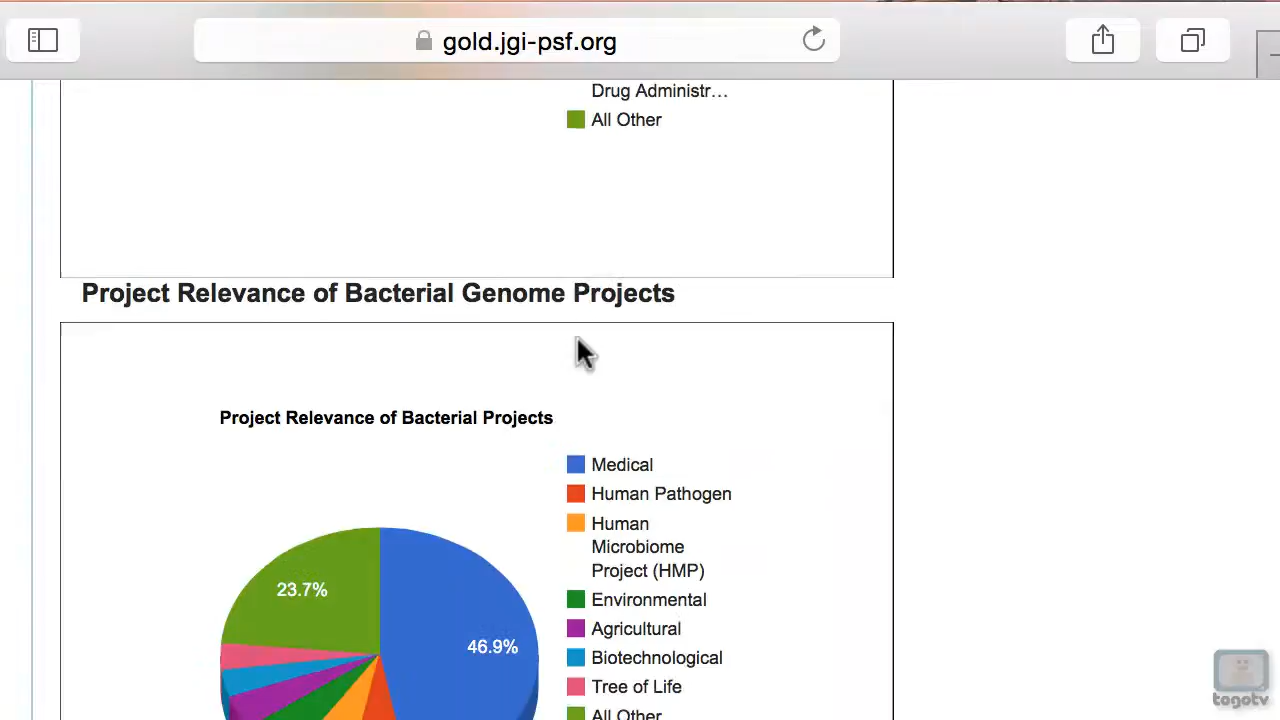 gold.jgi-psf.org
Drug Administr…
All Other
Project Relevance of Bacterial Genome Projects
Project Relevance of Bacterial Projects
Medical
Human Pathogen
Human
Microbiome
Project (HMP)
Environmental
Agricultural
Biotechnological
Tree of Life
All Other
23.7%
46.9%
togotv